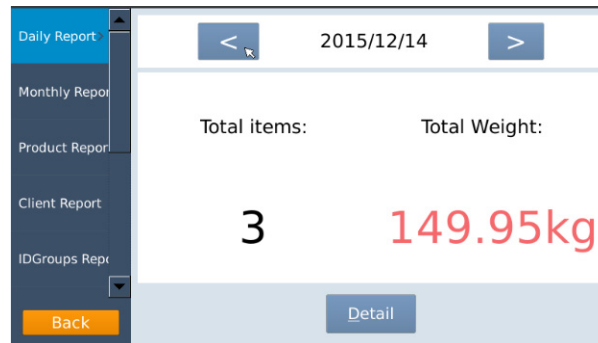 Daily Report >
< 2015/12/14 >
Monthly Repor
Total items: Total Weight:
Product Repor
Client Report
3 149.95kg
IDGroups Repo
Detail
Back